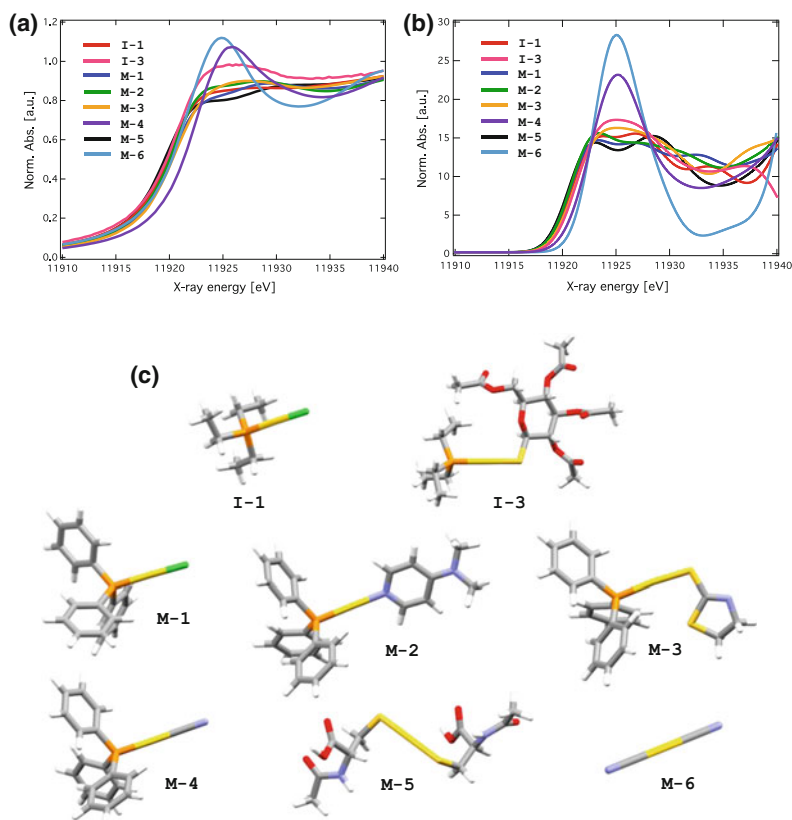 (a)
1.2
1.0
0.8
0.6
0.4
0.2
0.0
Norm. Abs. [a.u.]
I-1
I-3
M-1
M-2
M-3
M-4
M-5
M-6
11910 11915 11920 11925 11930 11935 11940
X-ray energy [eV]
(b)
30
25
20
15
10
5
0
Norm. Abs. [a.u.]
I-1
I-3
M-1
M-2
M-3
M-4
M-5
M-6
11910 11915 11920 11925 11930 11935 11940
X-ray energy [eV]
(c)
I-1
I-3
M-1
M-2
M-3
M-4
M-5
M-6